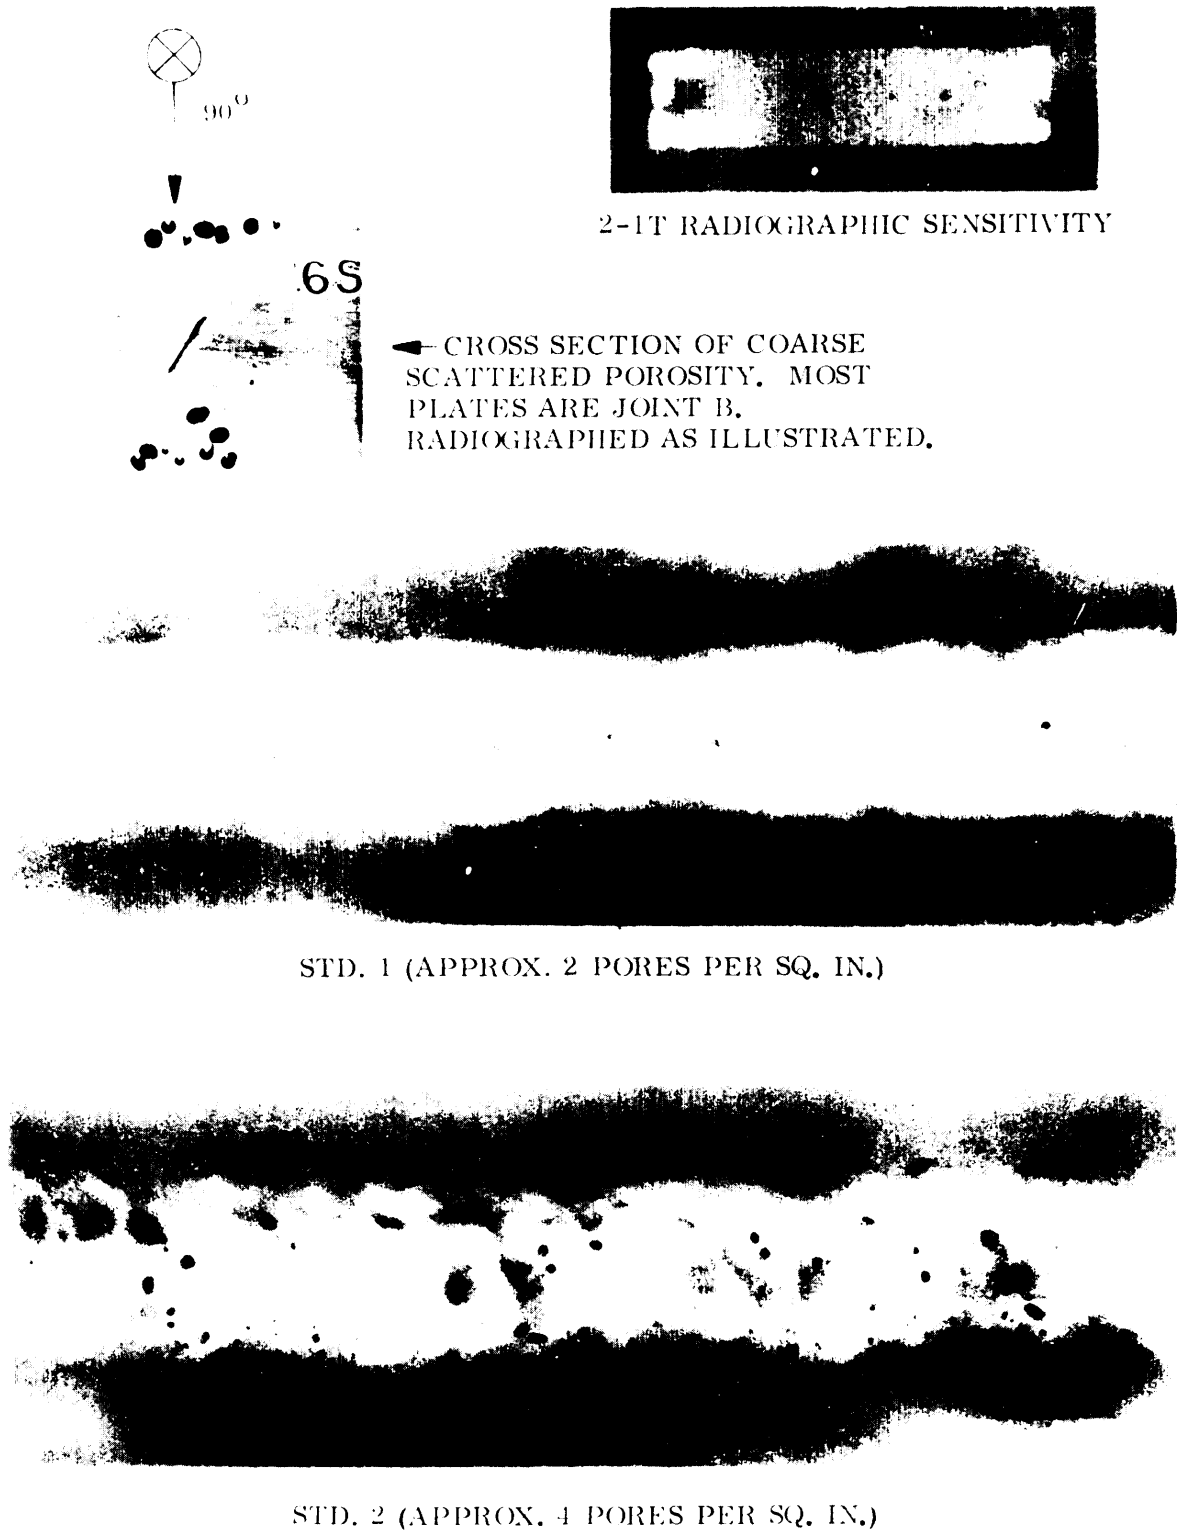 90°
2-1T RADIOGRAPHIC SENSITIVITY
6S
CROSS SECTION OF COARSE
SCATTERED POROSITY. MOST
PLATES ARE JOINT B.
RADIOGRAPHED AS ILLUSTRATED.
STD. 1 (APPROX. 2 PORES PER SQ. IN.)
STD. 2 (APPROX. 4 PORES PER SQ. IN.)